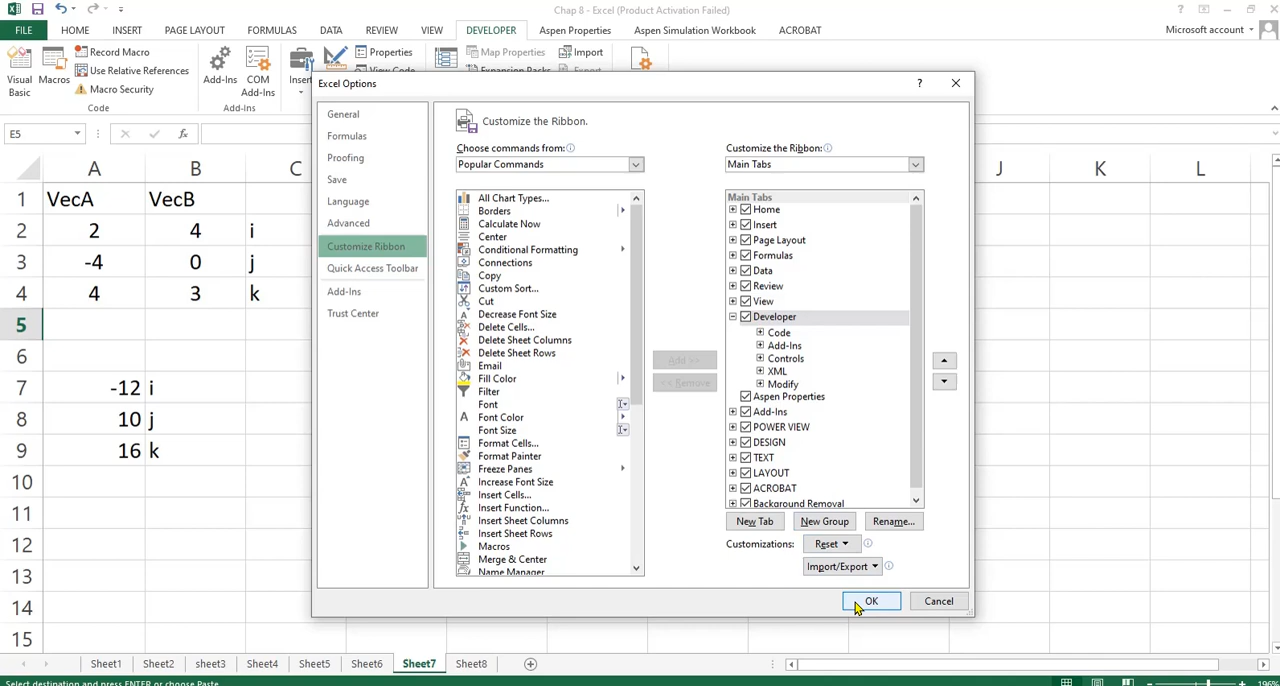 Chap 8 - Excel (Product Activation Failed)
FILE HOME INSERT PAGE LAYOUT FORMULAS DATA REVIEW VIEW DEVELOPER Aspen Properties Aspen Simulation Workbook ACROBAT Microsoft account
Visual Basic
Macros
Record Macro
Use Relative References
Macro Security
Code
Add-Ins
COM Add-Ins
Add-Ins
Insert
Properties
View Code
Map Properties
Expansion Packs
Import
Export
E5
Excel Options
General
Formulas
Proofing
Save
Language
Advanced
Customize Ribbon
Quick Access Toolbar
Add-Ins
Trust Center
Customize the Ribbon.
Choose commands from:
Popular Commands
All Chart Types...
Borders
Calculate Now
Center
Conditional Formatting
Connections
Copy
Custom Sort...
Cut
Decrease Font Size
Delete Cells...
Delete Sheet Columns
Delete Sheet Rows
Email
Fill Color
Filter
Font
Font Color
Font Size
Format Cells...
Format Painter
Freeze Panes
Increase Font Size
Insert Cells...
Insert Function...
Insert Sheet Columns
Insert Sheet Rows
Macros
Merge & Center
Name Manager
Add >>
<< Remove
Customize the Ribbon:
Main Tabs
Main Tabs
Home
Insert
Page Layout
Formulas
Data
Review
View
Developer
Code
Add-Ins
Controls
XML
Modify
Aspen Properties
Add-Ins
POWER VIEW
DESIGN
TEXT
LAYOUT
ACROBAT
Background Removal
New Tab New Group Rename...
Customizations: Reset
Import/Export
OK Cancel
A B C J K L
1 VecA VecB
2 2 4 i
3 -4 0 j
4 4 3 k
5
6
7 -12 i
8 10 j
9 16 k
10
11
12
13
14
15
Sheet1 Sheet2 sheet3 Sheet4 Sheet5 Sheet6 Sheet7 Sheet8
Select destination and press ENTER or choose Paste
196%